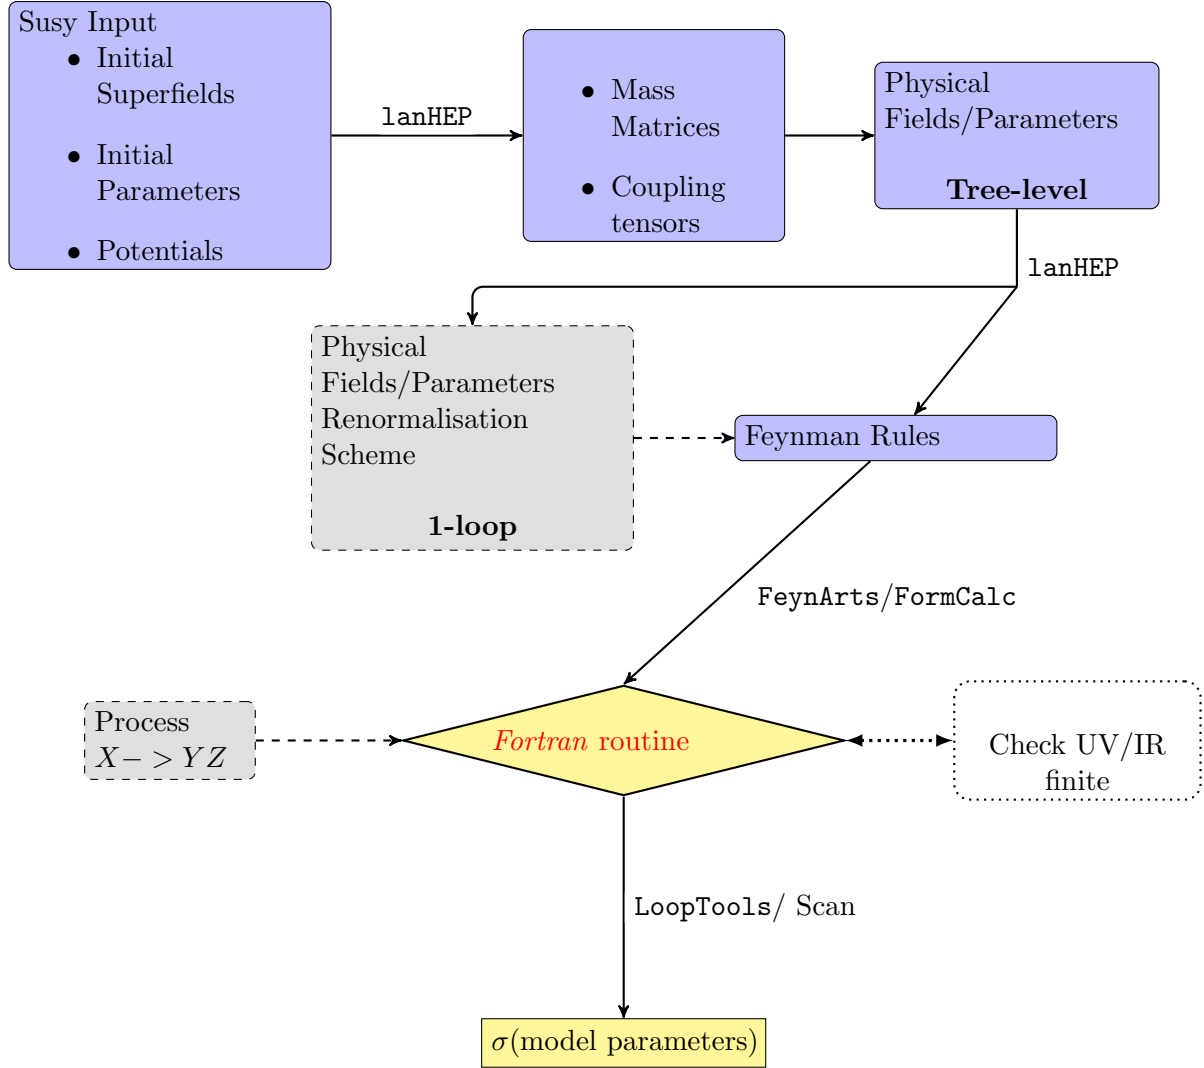 Susy Input
• Initial
Superfields
• Initial
Parameters
• Potentials
lanHEP
• Mass
Matrices
• Coupling
tensors
Physical
Fields/Parameters
Tree-level
lanHEP
Physical
Fields/Parameters
Renormalisation
Scheme
1-loop
Feynman Rules
FeynArts/FormCalc
Process
X− > Y Z
Fortran routine
Check UV/IR
finite
LoopTools/ Scan
σ(model parameters)